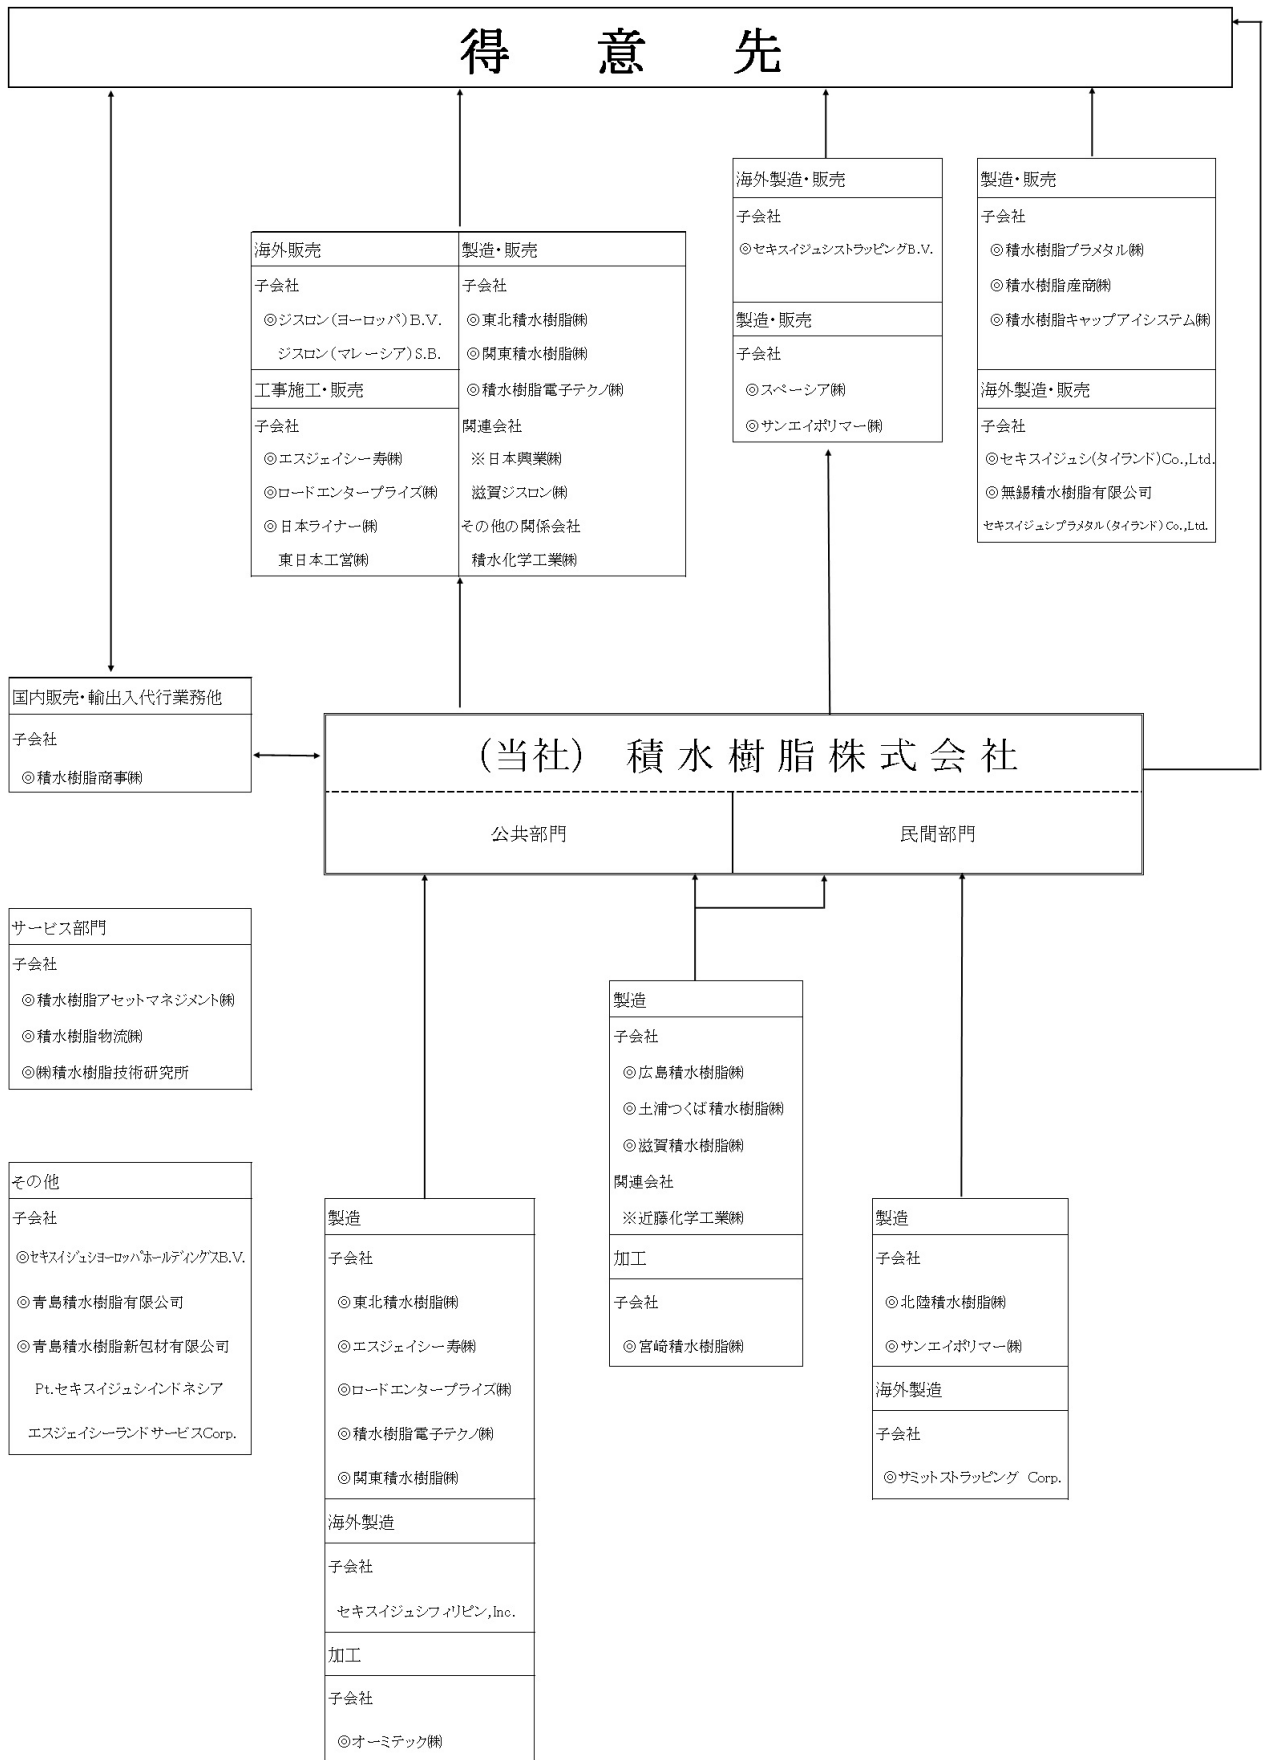 得意先
海外製造・販売
子会社
◎セキスイジュシストラッピングB.V.
製造・販売
子会社
◎スペーシア㈱
◎サンエイポリマー㈱
製造・販売
子会社
◎積水樹脂プラメタル㈱
◎積水樹脂産商㈱
◎積水樹脂キャップアイシステム㈱
海外製造・販売
子会社
◎セキスイジュシ(タイランド)Co.,Ltd.
◎無錫積水樹脂有限公司
セキスイジュシプラメタル(タイランド)Co.,Ltd.
海外販売
子会社
◎ジスロン(ヨーロッパ)B.V.
ジスロン(マレーシア)S.B.
工事施工・販売
子会社
◎エスジェイシー寿㈱
◎ロードエンタープライズ㈱
◎日本ライナー㈱
東日本工営㈱
製造・販売
子会社
◎東北積水樹脂㈱
◎関東積水樹脂㈱
◎積水樹脂電子テクノ㈱
関連会社
※日本興業㈱
滋賀ジスロン㈱
その他の関係会社
積水化学工業㈱
国内販売・輸出入代行業務他
子会社
◎積水樹脂商事㈱
(当社) 積水樹脂株式会社
公共部門
民間部門
サービス部門
子会社
◎積水樹脂アセットマネジメント㈱
◎積水樹脂物流㈱
◎㈱積水樹脂技術研究所
その他
子会社
◎セキスイジュシヨーロッパホールディングスB.V.
◎青島積水樹脂有限公司
◎青島積水樹脂新包材有限公司
Pt.セキスイジュシインドネシア
エスジェイシーランドサービスCorp.
製造
子会社
◎東北積水樹脂㈱
◎エスジェイシー寿㈱
◎ロードエンタープライズ㈱
◎積水樹脂電子テクノ㈱
◎関東積水樹脂㈱
海外製造
子会社
セキスイジュシフィリピン,Inc.
加工
子会社
◎オーミテック㈱
製造
子会社
◎広島積水樹脂㈱
◎土浦つくば積水樹脂㈱
◎滋賀積水樹脂㈱
関連会社
※近藤化学工業㈱
加工
子会社
◎宮崎積水樹脂㈱
製造
子会社
◎北陸積水樹脂㈱
◎サンエイポリマー㈱
海外製造
子会社
◎サミットストラッピング Corp.